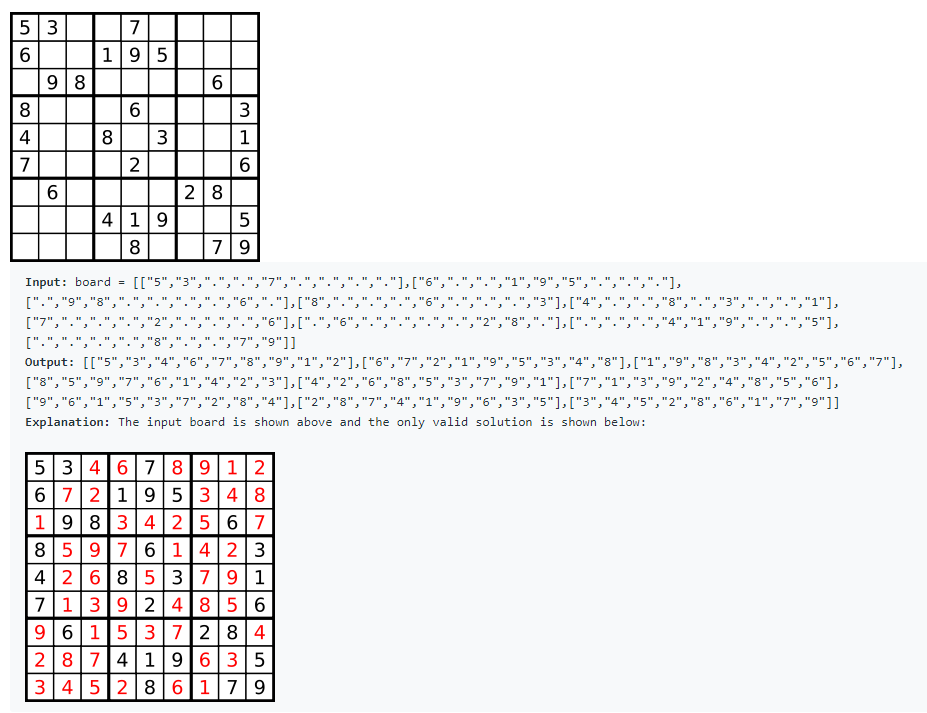 5 3 7
6 1 9 5
9 8 6
8 6 3
4 8 3 1
7 2 6
6 2 8
4 1 9 5
8 7 9
Input: board = [["5","3",".",".","7",".",".",".","."],["6",".",".","1","9","5",".",".","."],
[".","9","8",".",".",".",".","6","."],["8",".",".",".","6",".",".",".","3"],["4",".",".","8",".","3",".",".","1"],
["7",".",".",".","2",".",".",".","6"],[".","6",".",".",".",".","2","8","."],[".",".",".","4","1","9",".",".","5"],
[".",".",".",".","8",".",".","7","9"]]
Output: [["5","3","4","6","7","8","9","1","2"],["6","7","2","1","9","5","3","4","8"],["1","9","8","3","4","2","5","6","7"],
["8","5","9","7","6","1","4","2","3"],["4","2","6","8","5","3","7","9","1"],["7","1","3","9","2","4","8","5","6"],
["9","6","1","5","3","7","2","8","4"],["2","8","7","4","1","9","6","3","5"],["3","4","5","2","8","6","1","7","9"]]
Explanation: The input board is shown above and the only valid solution is shown below:
5 3 4 6 7 8 9 1 2
6 7 2 1 9 5 3 4 8
1 9 8 3 4 2 5 6 7
8 5 9 7 6 1 4 2 3
4 2 6 8 5 3 7 9 1
7 1 3 9 2 4 8 5 6
9 6 1 5 3 7 2 8 4
2 8 7 4 1 9 6 3 5
3 4 5 2 8 6 1 7 9